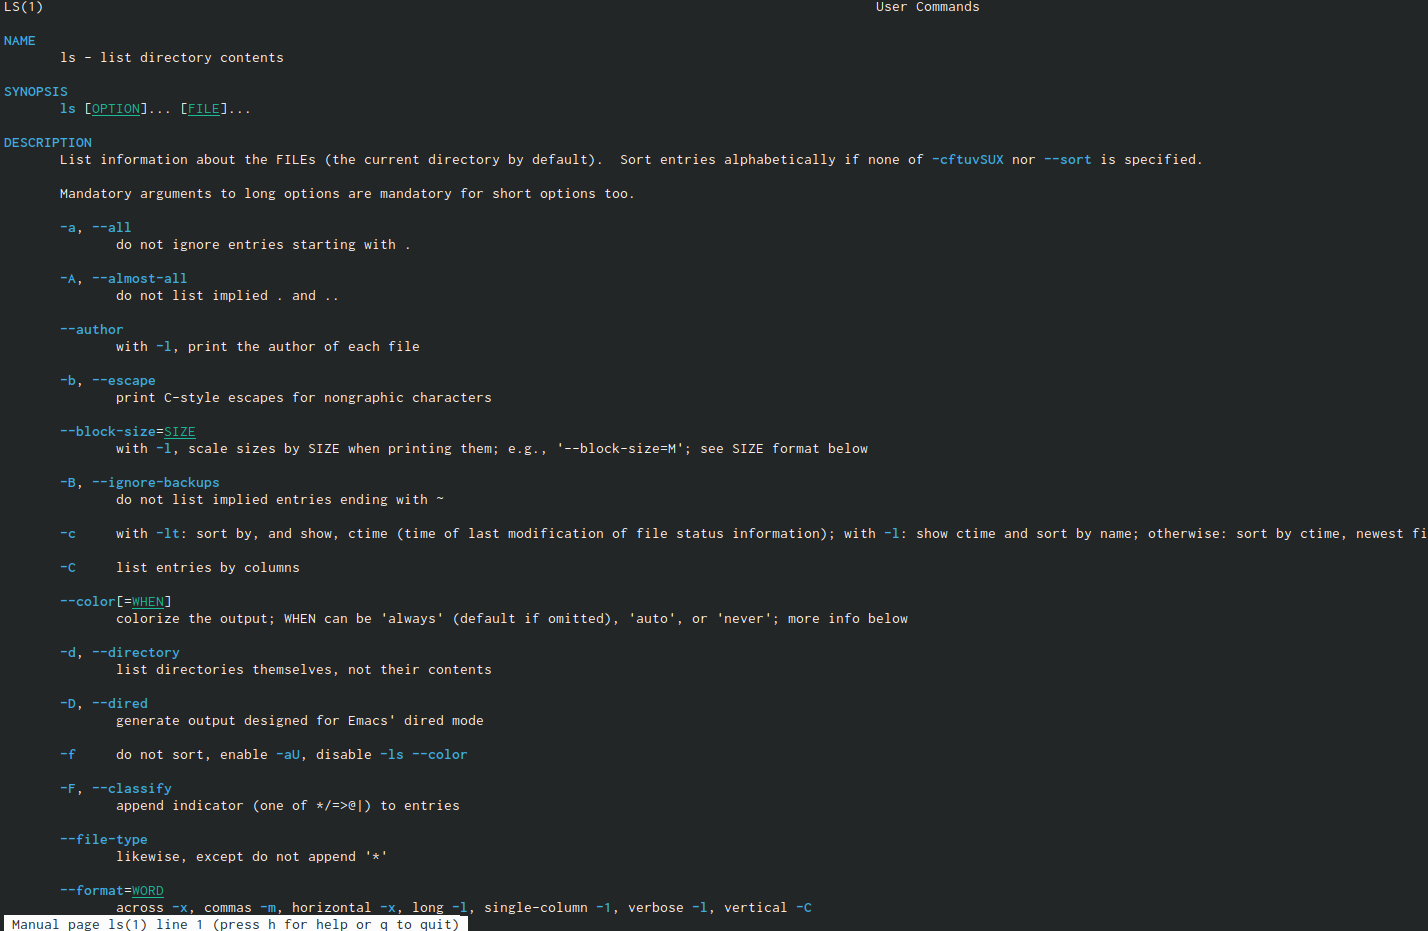 LS(1) User Commands
NAME
ls - list directory contents
SYNOPSIS
ls [OPTION]... [FILE]...
DESCRIPTION
List information about the FILEs (the current directory by default).  Sort entries alphabetically if none of -cftuvSUX nor --sort is specified.
Mandatory arguments to long options are mandatory for short options too.
-a, --all
do not ignore entries starting with .
-A, --almost-all
do not list implied . and ..
--author
with -l, print the author of each file
-b, --escape
print C-style escapes for nongraphic characters
--block-size=SIZE
with -l, scale sizes by SIZE when printing them; e.g., '--block-size=M'; see SIZE format below
-B, --ignore-backups
do not list implied entries ending with ~
-c with -lt: sort by, and show, ctime (time of last modification of file status information); with -l: show ctime and sort by name; otherwise: sort by ctime, newest fi
-C list entries by columns
--color[=WHEN]
colorize the output; WHEN can be 'always' (default if omitted), 'auto', or 'never'; more info below
-d, --directory
list directories themselves, not their contents
-D, --dired
generate output designed for Emacs' dired mode
-f do not sort, enable -aU, disable -ls --color
-F, --classify
append indicator (one of */=>@|) to entries
--file-type
likewise, except do not append '*'
--format=WORD
across -x, commas -m, horizontal -x, long -l, single-column -1, verbose -l, vertical -C
Manual page ls(1) line 1 (press h for help or q to quit)